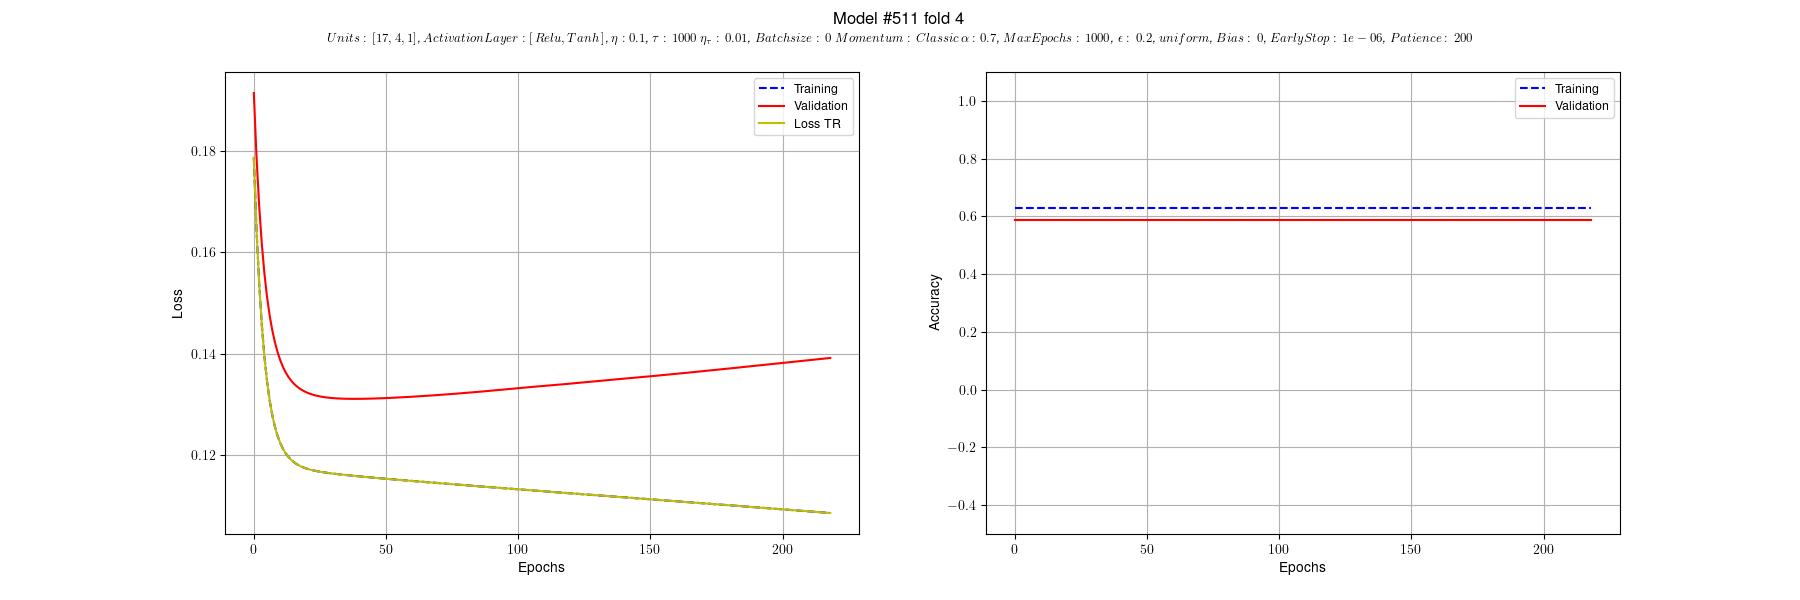 Model #511 fold 4
Units : [17, 4, 1], ActivationLayer : [Relu, Tanh], η : 0.1, τ : 1000 η_τ : 0.01, Batchsize : 0 Momentum : Classic α : 0.7, MaxEpochs : 1000, ϵ : 0.2, uniform, Bias : 0, EarlyStop : 1e − 06, Patience : 200
Training
Validation
Loss TR
0.18
0.16
0.14
0.12
Loss
0 50 100 150 200
Epochs
Training
Validation
1.0
0.8
0.6
0.4
0.2
0.0
−0.2
−0.4
Accuracy
0 50 100 150 200
Epochs